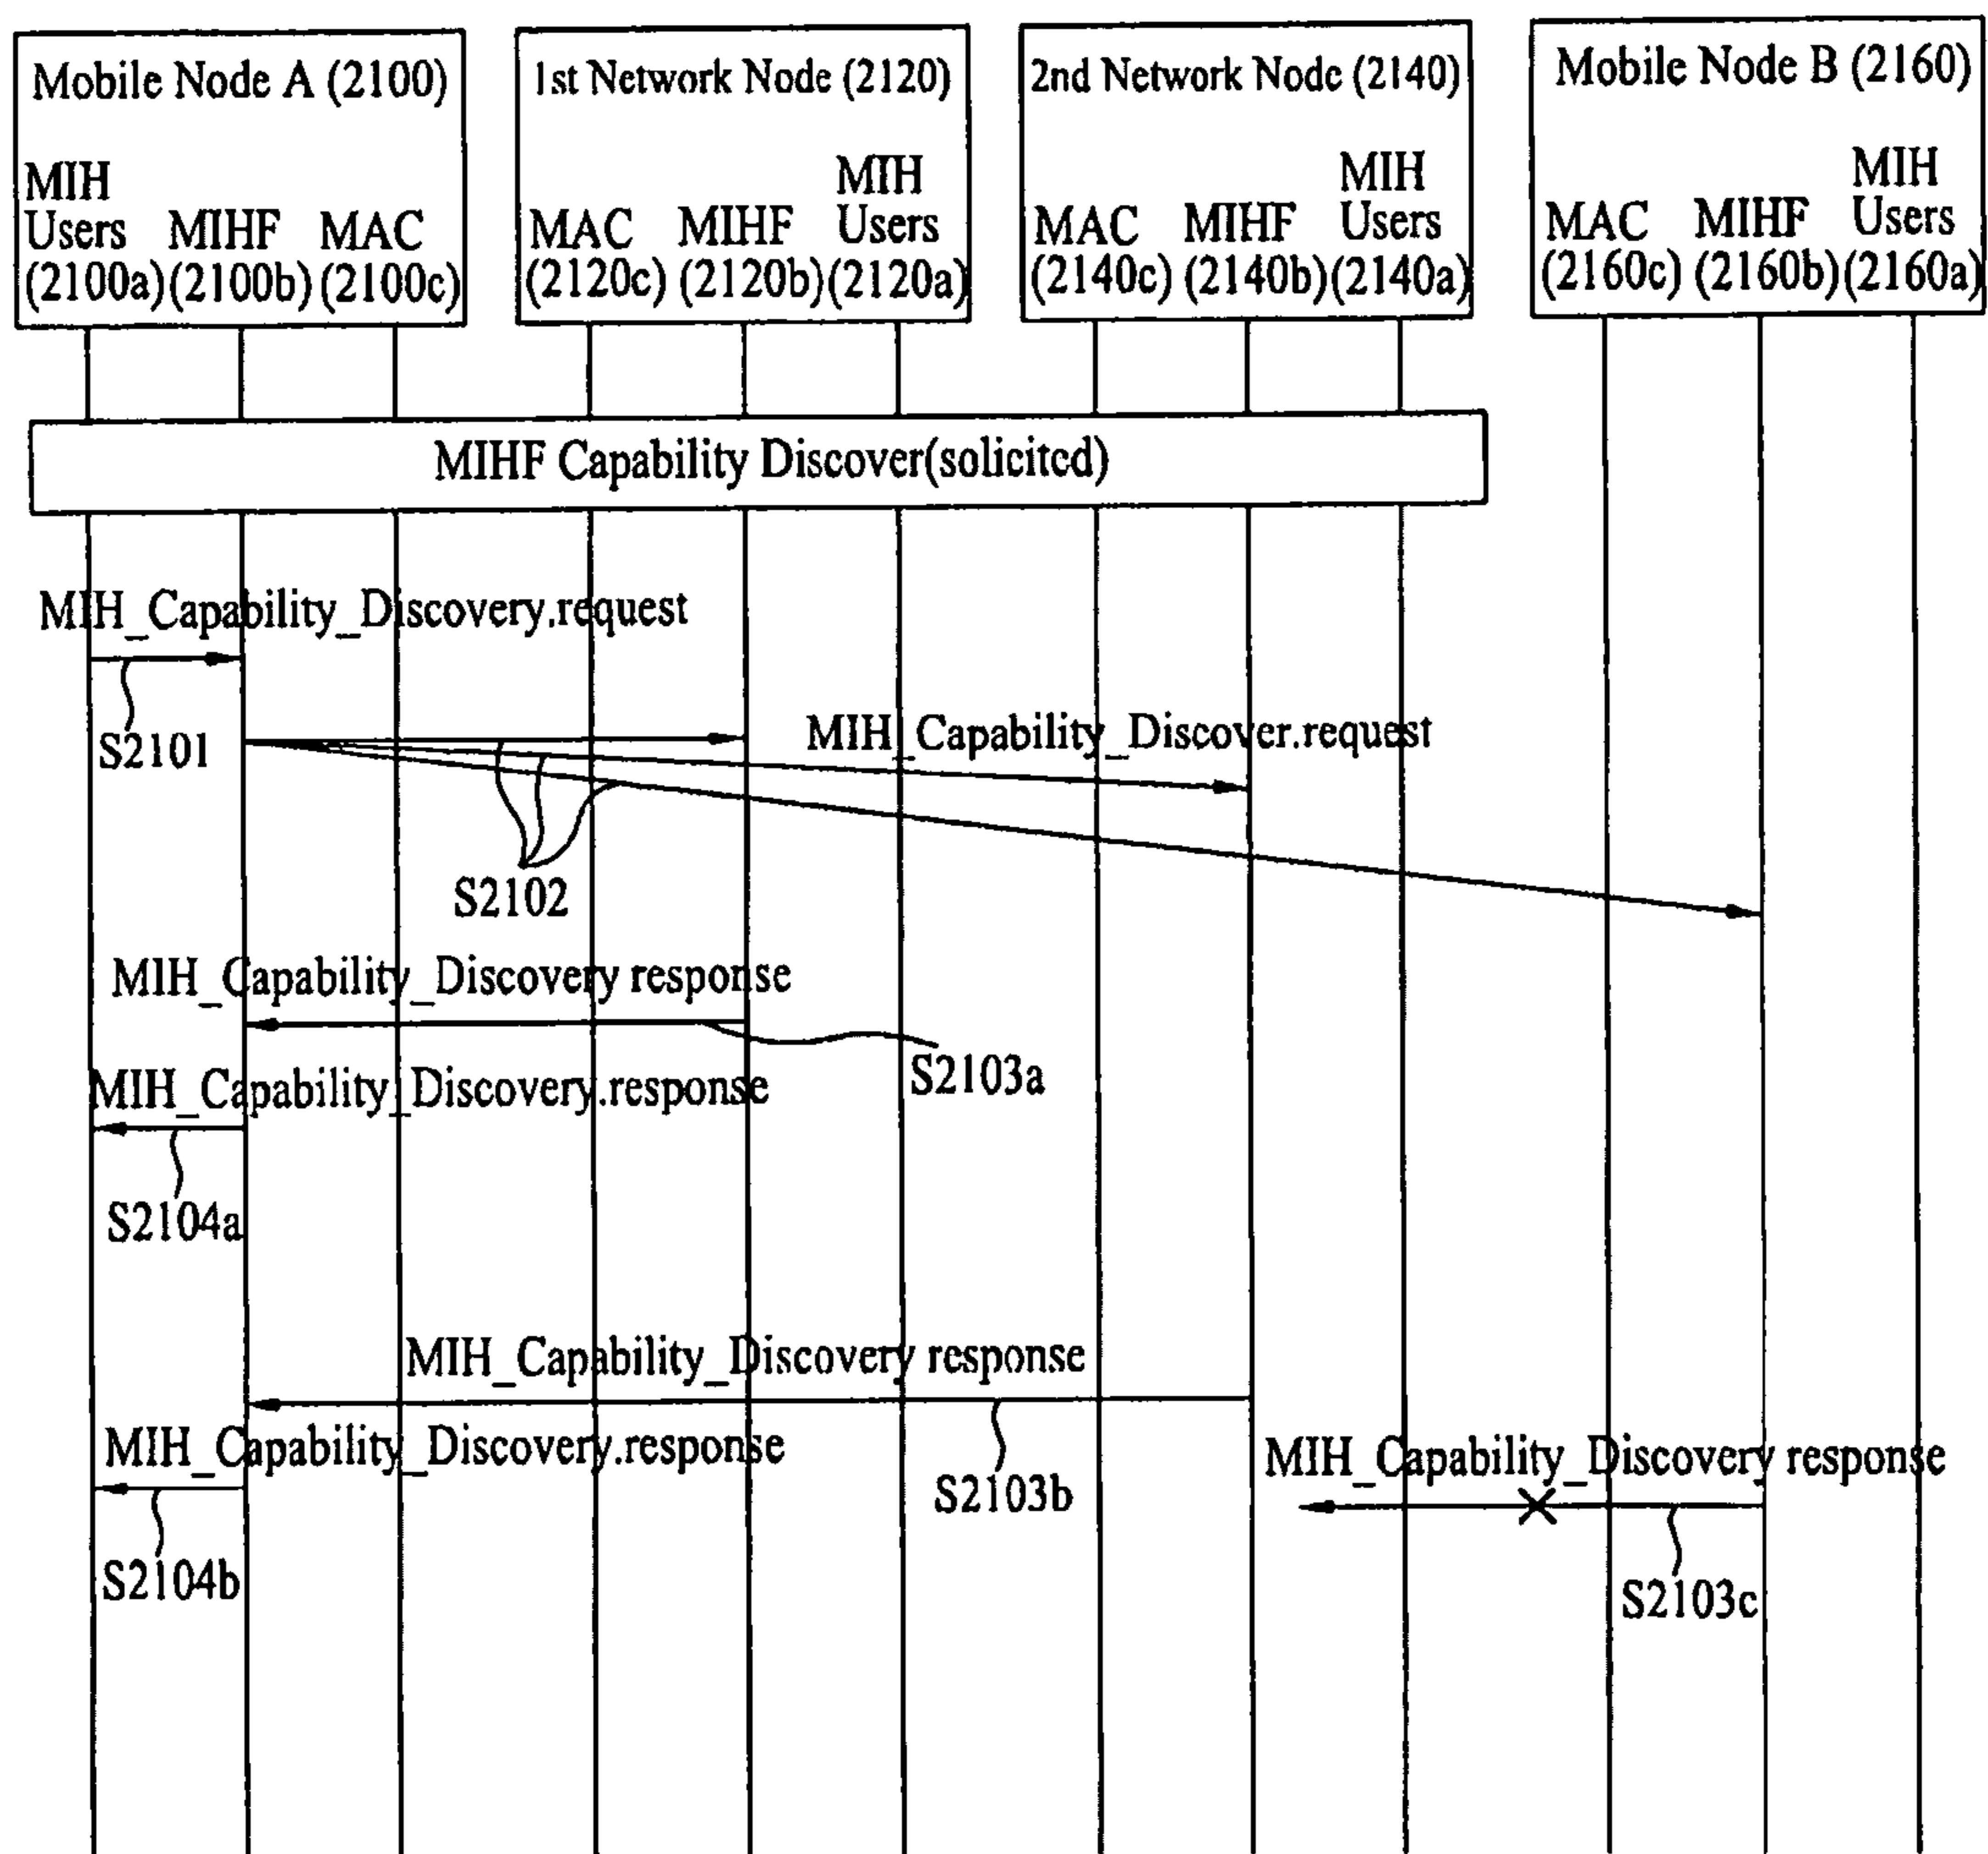 Mobile Node A (2100)
MIH
Users MIHF MAC
(2100a) (2100b) (2100c)
1st Network Node (2120)
MIH
MAC MIHF Users
(2120c) (2120b) (2120a)
2nd Network Node (2140)
MIH
MAC MIHF Users
(2140c) (2140b) (2140a)
Mobile Node B (2160)
MIH
MAC MIHF Users
(2160c) (2160b) (2160a)
MIHF Capability Discover(solicited)
MIH_Capability_Discovery.request
S2101
MIH_Capability_Discover.request
S2102
MIH_Capability_Discovery response
S2103a
MIH_Capability_Discovery.response
S2104a
MIH_Capability_Discovery response
S2103b
MIH_Capability_Discovery.response
S2104b
MIH_Capability_Discovery response
S2103c